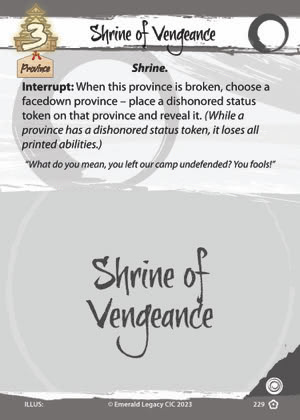 3
Shrine of Vengeance
Province
Shrine.
Interrupt: When this province is broken, choose a
facedown province – place a dishonored status
token on that province and reveal it. (While a
province has a dishonored status token, it loses all
printed abilities.)
"What do you mean, you left our camp undefended? You fools!"
Shrine of
Vengeance
ILLUS: © Emerald Legacy CIC 2023 229